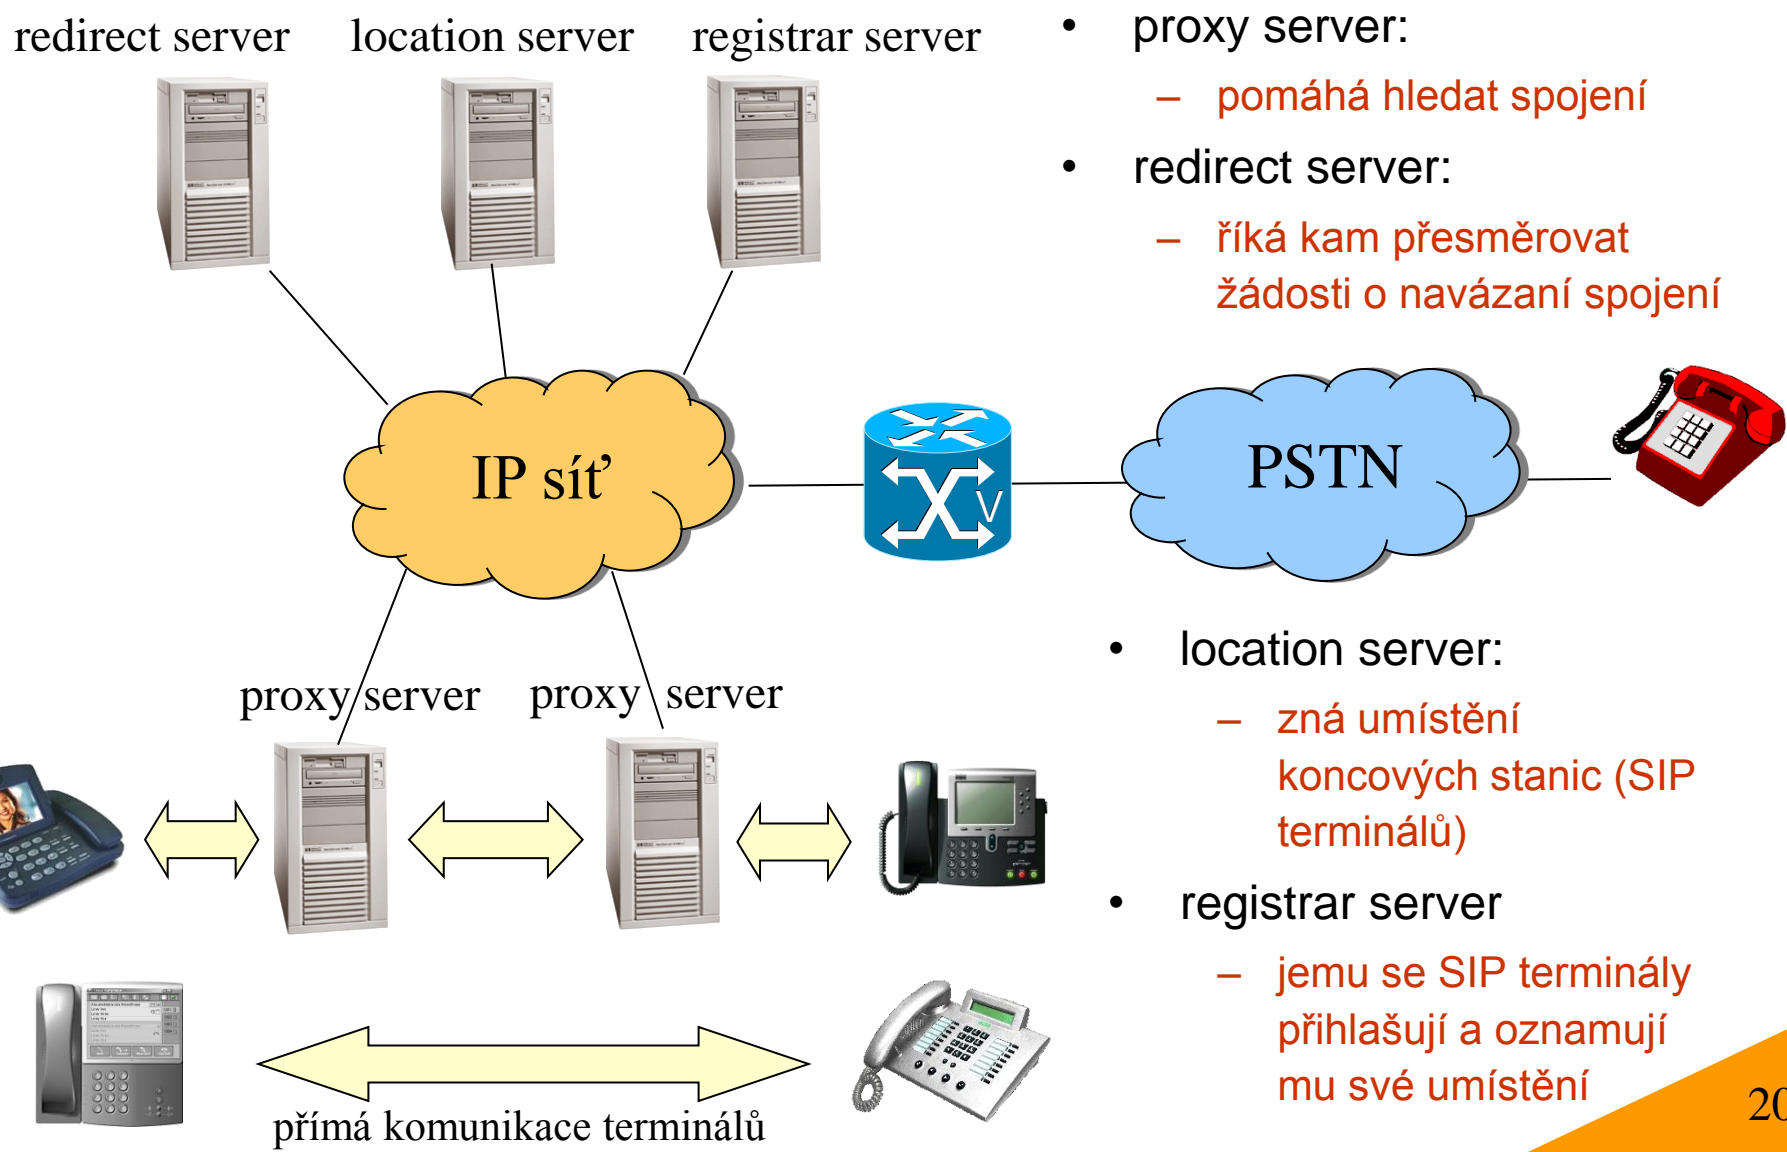 redirect server
location server
registrar server
• proxy server:
– pomáhá hledat spojení
• redirect server:
– říká kam přesměrovat
žádosti o navázaní spojení
IP síť
V
PSTN
proxy server
proxy server
• location server:
– zná umístění
koncových stanic (SIP
terminálů)
• registrar server
– jemu se SIP terminály
přihlašují a oznamují
mu své umístění
přímá komunikace terminálů
20